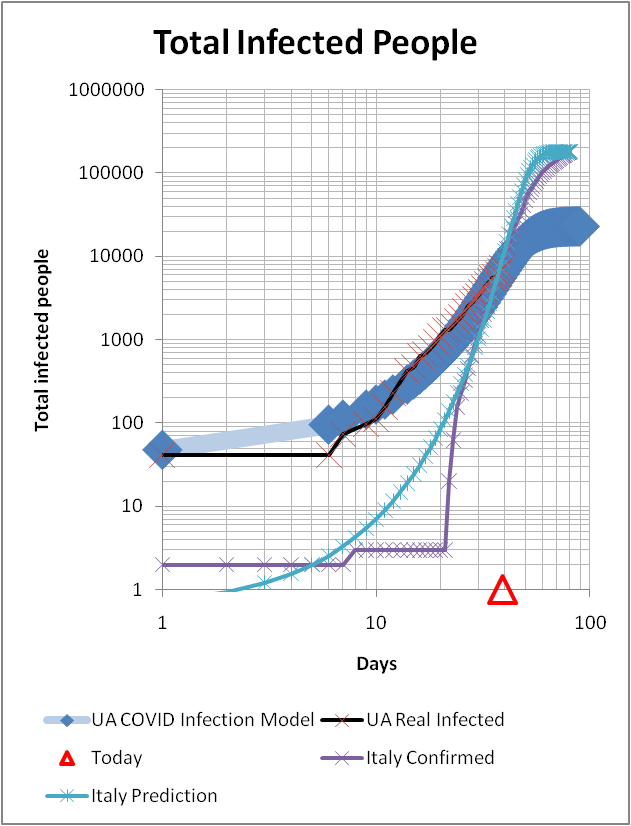 Total Infected People
1000000
100000
10000
1000
100
10
1
Total infected people
1 10 100
Days
UA COVID Infection Model UA Real Infected
Today Italy Confirmed
Italy Prediction